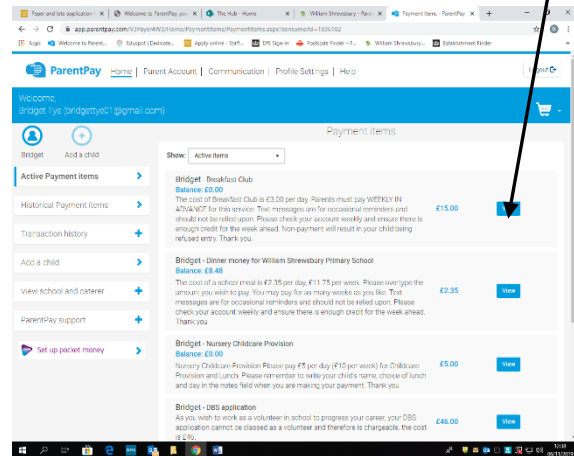 Paper and late application
Welcome to ParentPay, you
The Hub - Home
William Shrewsbury - Paren
Payment Items - ParentPay
app.parentpay.com/V3Payer4W3/Home/PaymentItems/PaymentItems.aspx?consumerId=
Apps
Welcome to Parent...
Eduspot | Dedicate...
Apply online - Staff...
DfE Sign-in
Podcasts Finder - F...
William Shrewsbury...
Establishment Finder
ParentPay
Home | Parent Account | Communication | Profile Settings | Help
Logout
Welcome,
Bridget Tye (bridgettye01@gmail.com)
Bridget
Add a child
Payment items
Show: Active Items
Active Payment items
Historical Payment items
Transaction history
Add a child
View school and caterer
ParentPay support
Set up pocket money
Bridget - Breakfast Club
Balance: £0.00
The cost of Breakfast Club is £3.00 per day. Parents must pay WEEKLY IN
ADVANCE for this service. Text messages are for occasional reminders and
should not be relied upon. Please check your account weekly and ensure there is
enough credit for the week ahead. Non-payment will result in your child being
refused entry. Thank you.
£15.00
View
Bridget - Dinner money for William Shrewsbury Primary School
Balance: £8.48
The cost of a school meal is £2.35 per day, £11.75 per week. Please overtype the
amount you wish to pay. You may pay for as many weeks as you like. Text
messages are for occasional reminders and should not be relied upon. Please
check your account weekly and ensure there is enough credit for the week ahead.
Thank you
£2.35
View
Bridget - Nursery Childcare Provision
Balance: £0.00
Nursery Childcare Provision Please pay £5 per day (£10 per week) for Childcare
Provision and Lunch. Please remember to write your child's name, choice of lunch
and day in the notes field when you are making your payment. Thank you
£5.00
View
Bridget - DBS application
As you wish to work as a volunteer in school to progress your career, your DBS
application cannot be classed as a volunteer and therefore is chargeable, the cost
is £46.
£46.00
View
12:38
06/11/2019